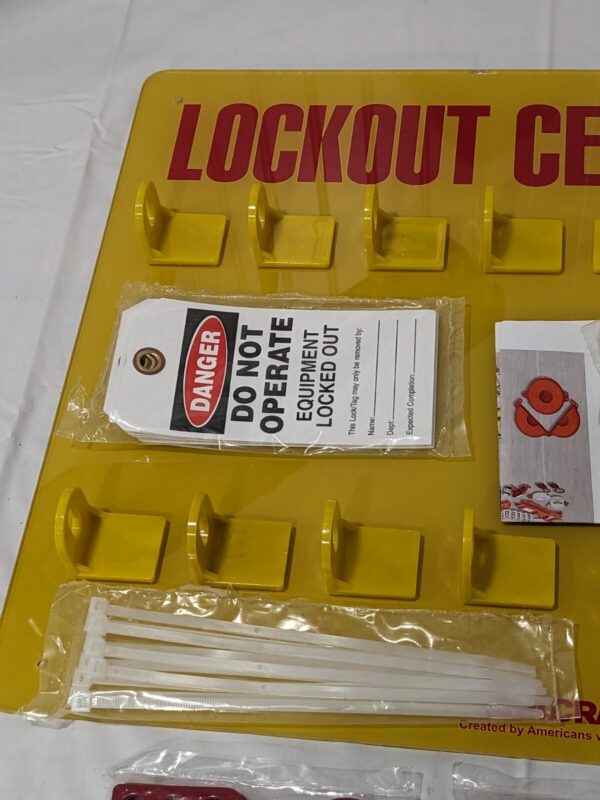 LOCKOUT CE
DANGER
DO NOT
OPERATE
EQUIPMENT
LOCKED OUT
This Lock/Tag may only be removed by:
Name:
Dept:
Expected Completion:
CRA
Created by Americans